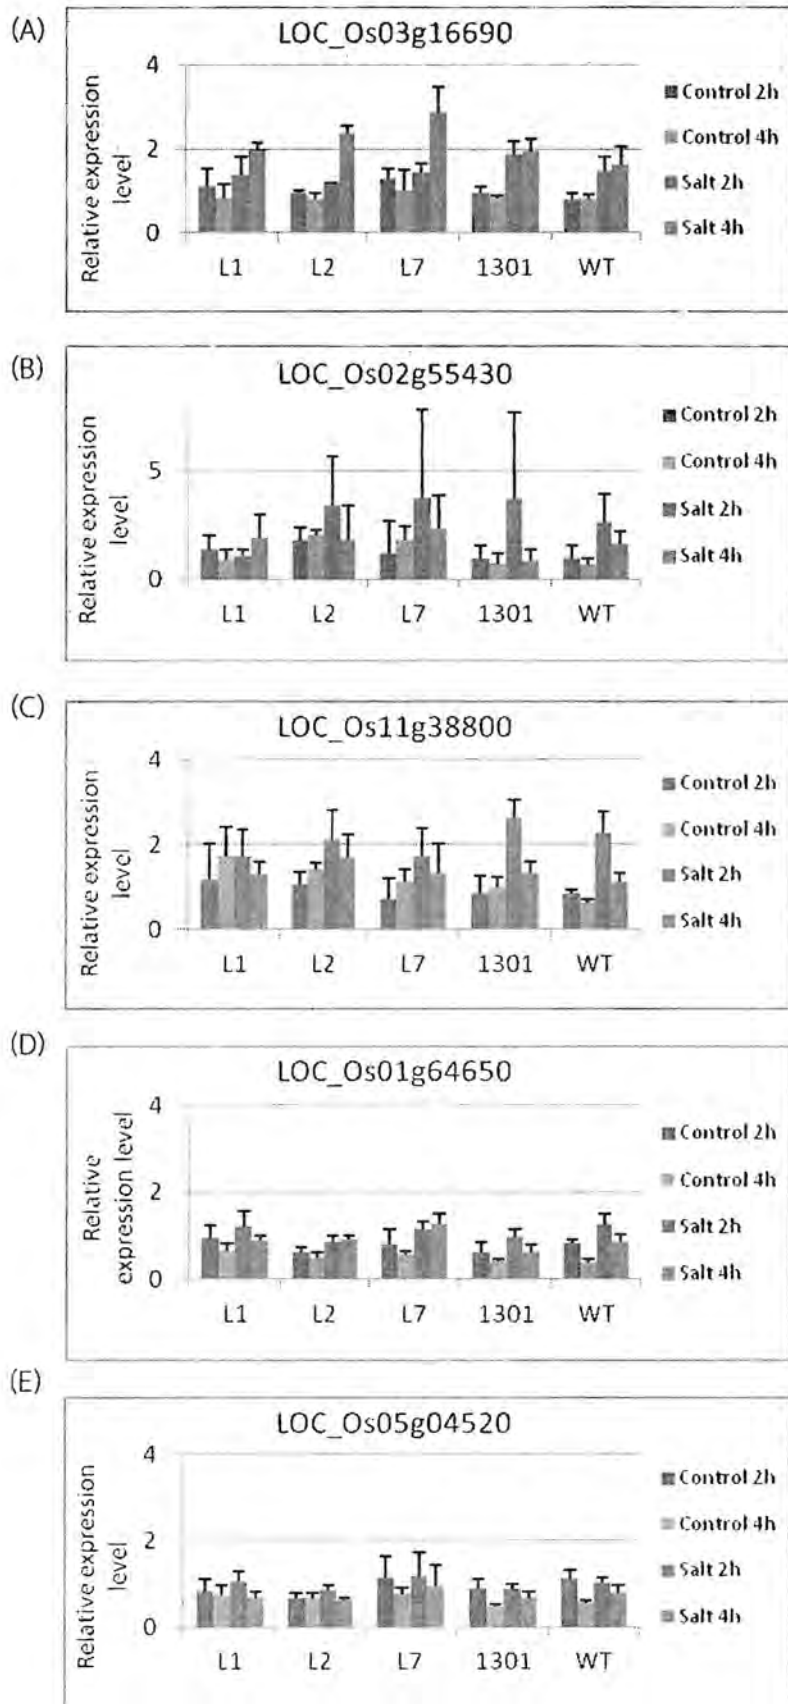 (A)
LOC_Os03g16690
Relative expression
level
4
2
0
L1 L2 L7 1301 WT
Control 2h
Control 4h
Salt 2h
Salt 4h
(B)
LOC_Os02g55430
Relative expression
level
5
0
L1 L2 L7 1301 WT
Control 2h
Control 4h
Salt 2h
Salt 4h
(C)
LOC_Os11g38800
Relative expression
level
4
2
0
L1 L2 L7 1301 WT
Control 2h
Control 4h
Salt 2h
Salt 4h
(D)
LOC_Os01g64650
Relative
expression level
4
2
0
L1 L2 L7 1301 WT
Control 2h
Control 4h
Salt 2h
Salt 4h
(E)
LOC_Os05g04520
Relative expression
level
4
2
0
L1 L2 L7 1301 WT
Control 2h
Control 4h
Salt 2h
Salt 4h